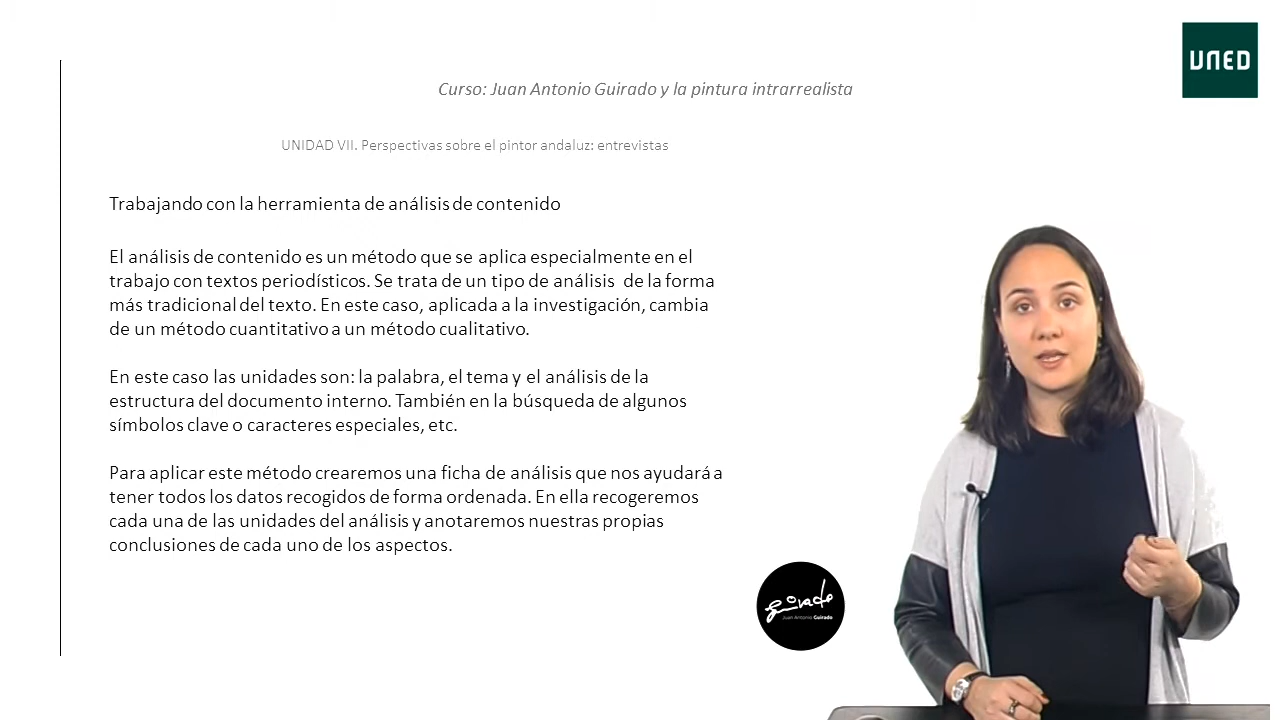 UNED
Curso: Juan Antonio Guirado y la pintura intrarrealista
UNIDAD VII. Perspectivas sobre el pintor andaluz: entrevistas
Trabajando con la herramienta de análisis de contenido
El análisis de contenido es un método que se aplica especialmente en el
trabajo con textos periodísticos. Se trata de un tipo de análisis de la forma
más tradicional del texto. En este caso, aplicada a la investigación, cambia
de un método cuantitativo a un método cualitativo.
En este caso las unidades son: la palabra, el tema y el análisis de la
estructura del documento interno. También en la búsqueda de algunos
símbolos clave o caracteres especiales, etc.
Para aplicar este método crearemos una ficha de análisis que nos ayudará a
tener todos los datos recogidos de forma ordenada. En ella recogeremos
cada una de las unidades del análisis y anotaremos nuestras propias
conclusiones de cada uno de los aspectos.
Guirado
Juan Antonio Guirado